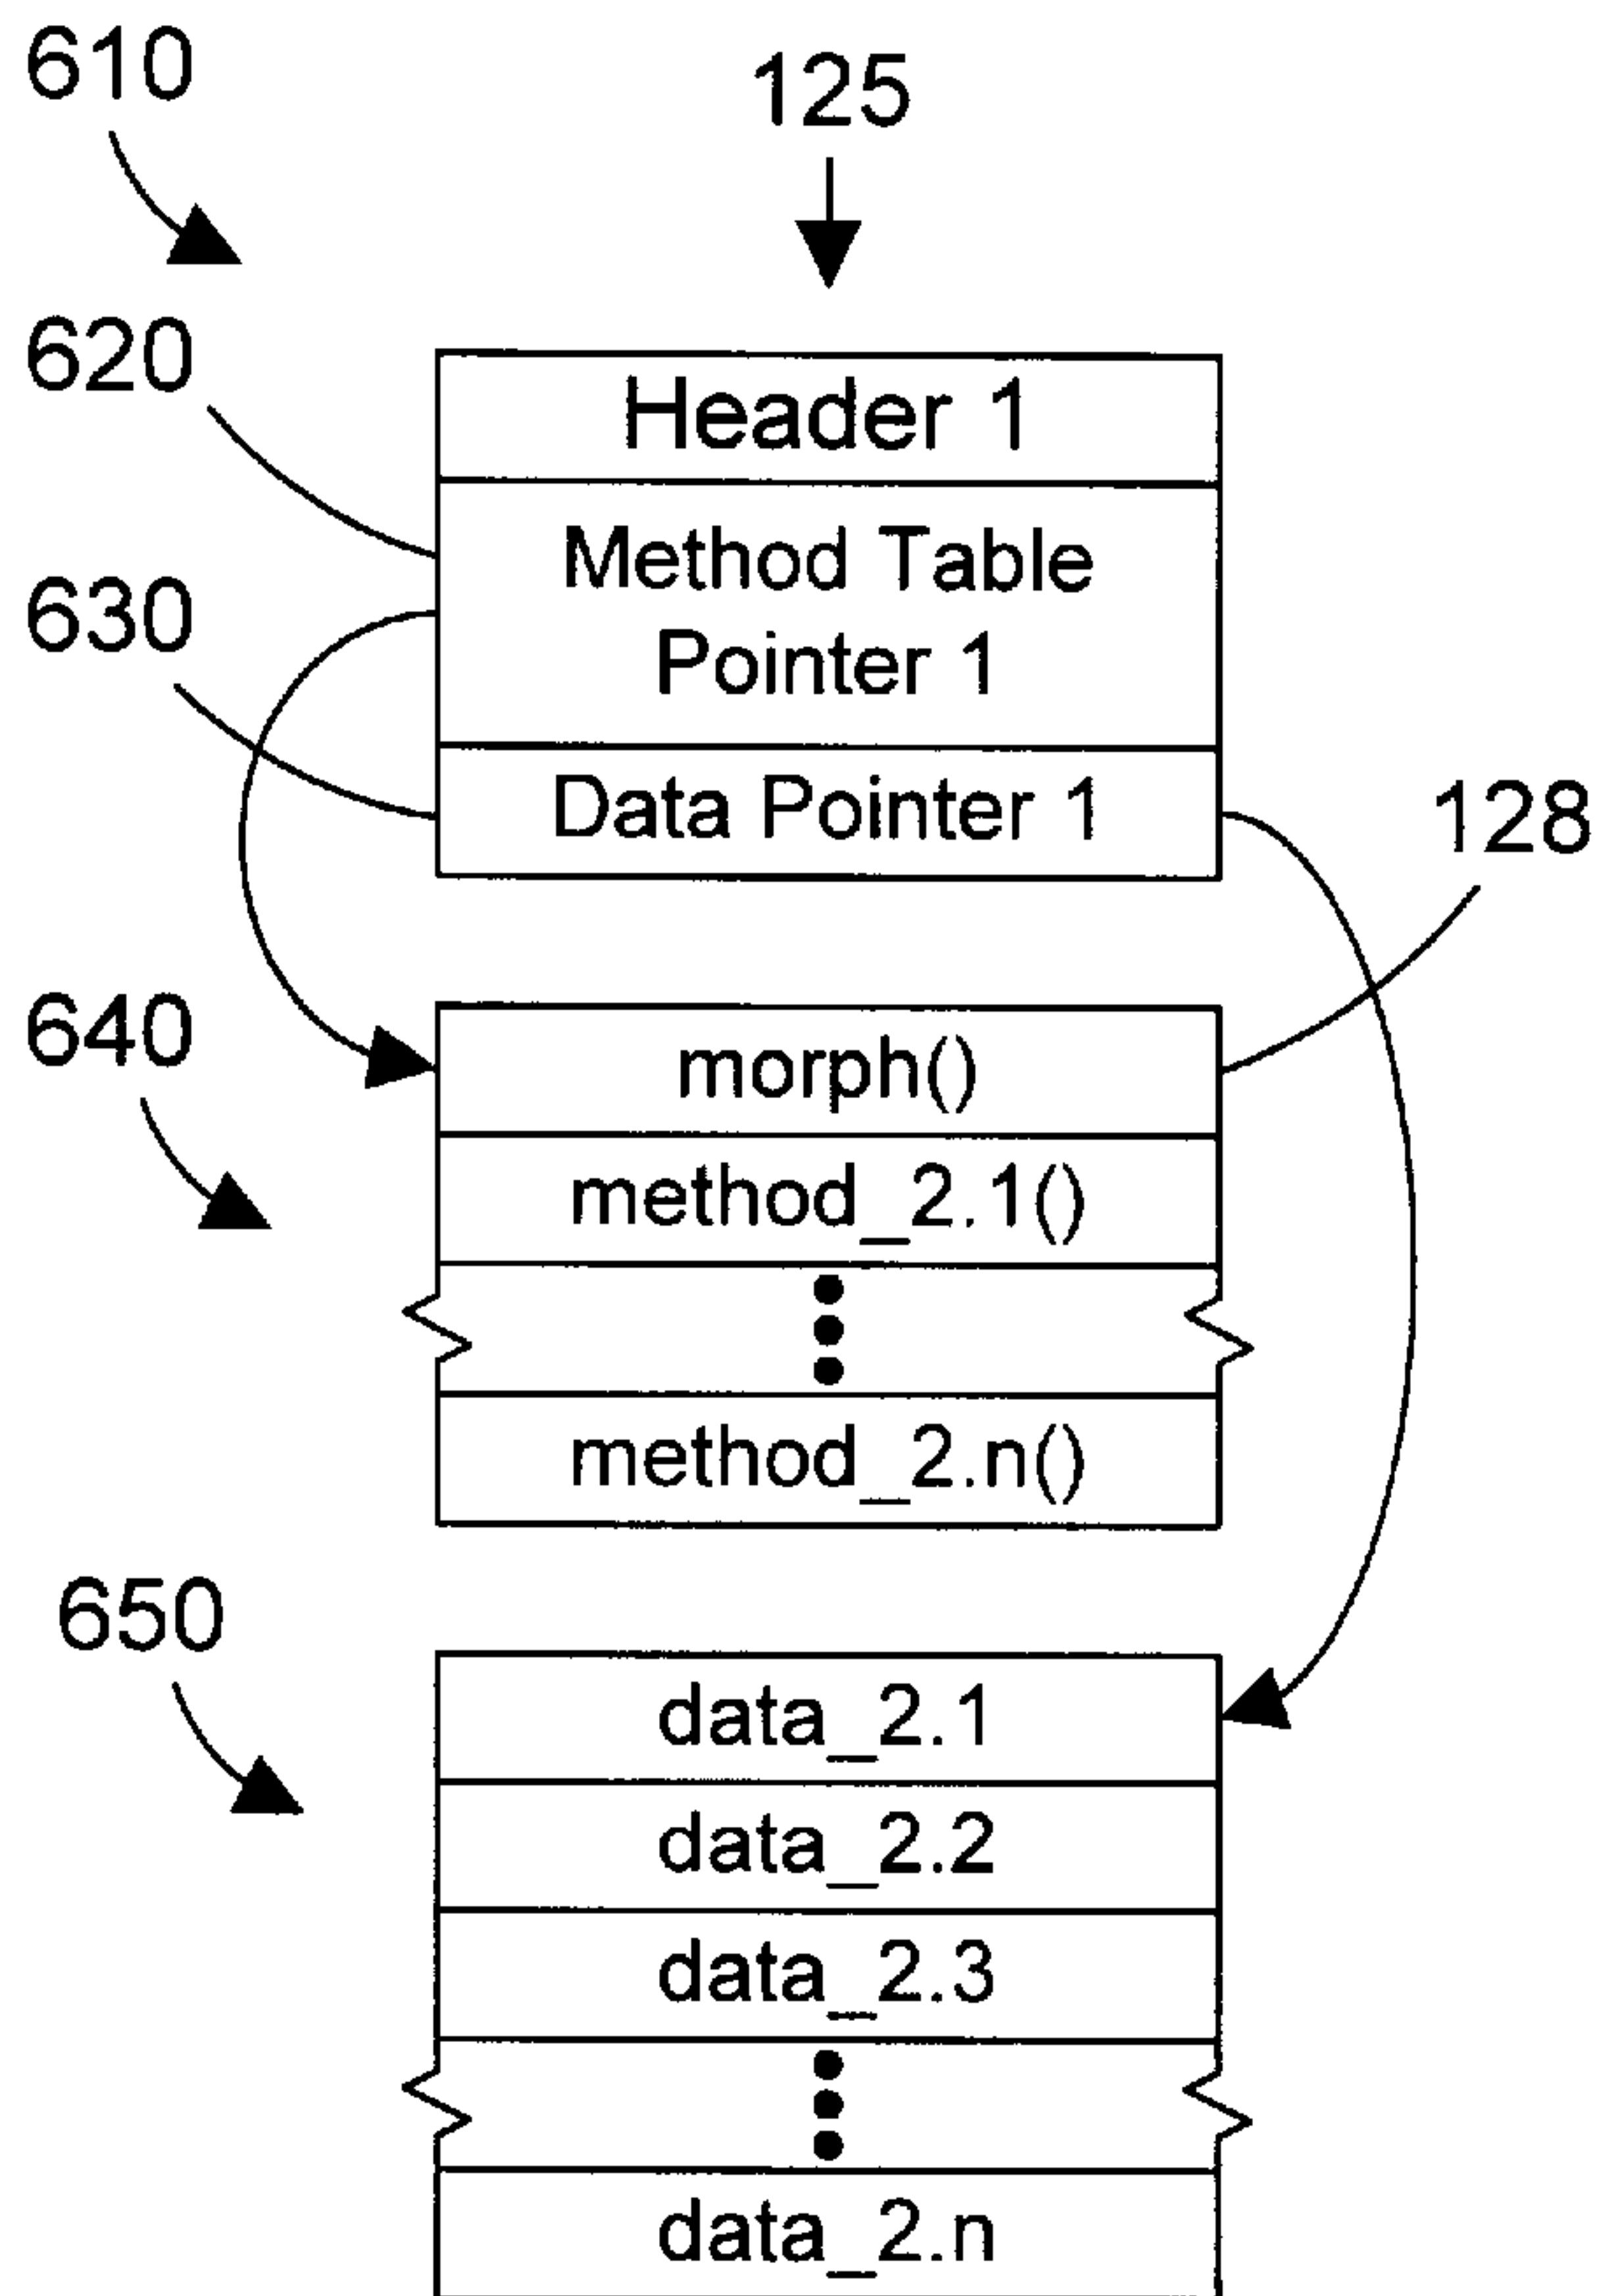 610
125
620
Header 1
Method Table
Pointer 1
630
Data Pointer 1
128
640
morph()
method_2.1()
method_2.n()
650
data_2.1
data_2.2
data_2.3
data_2.n